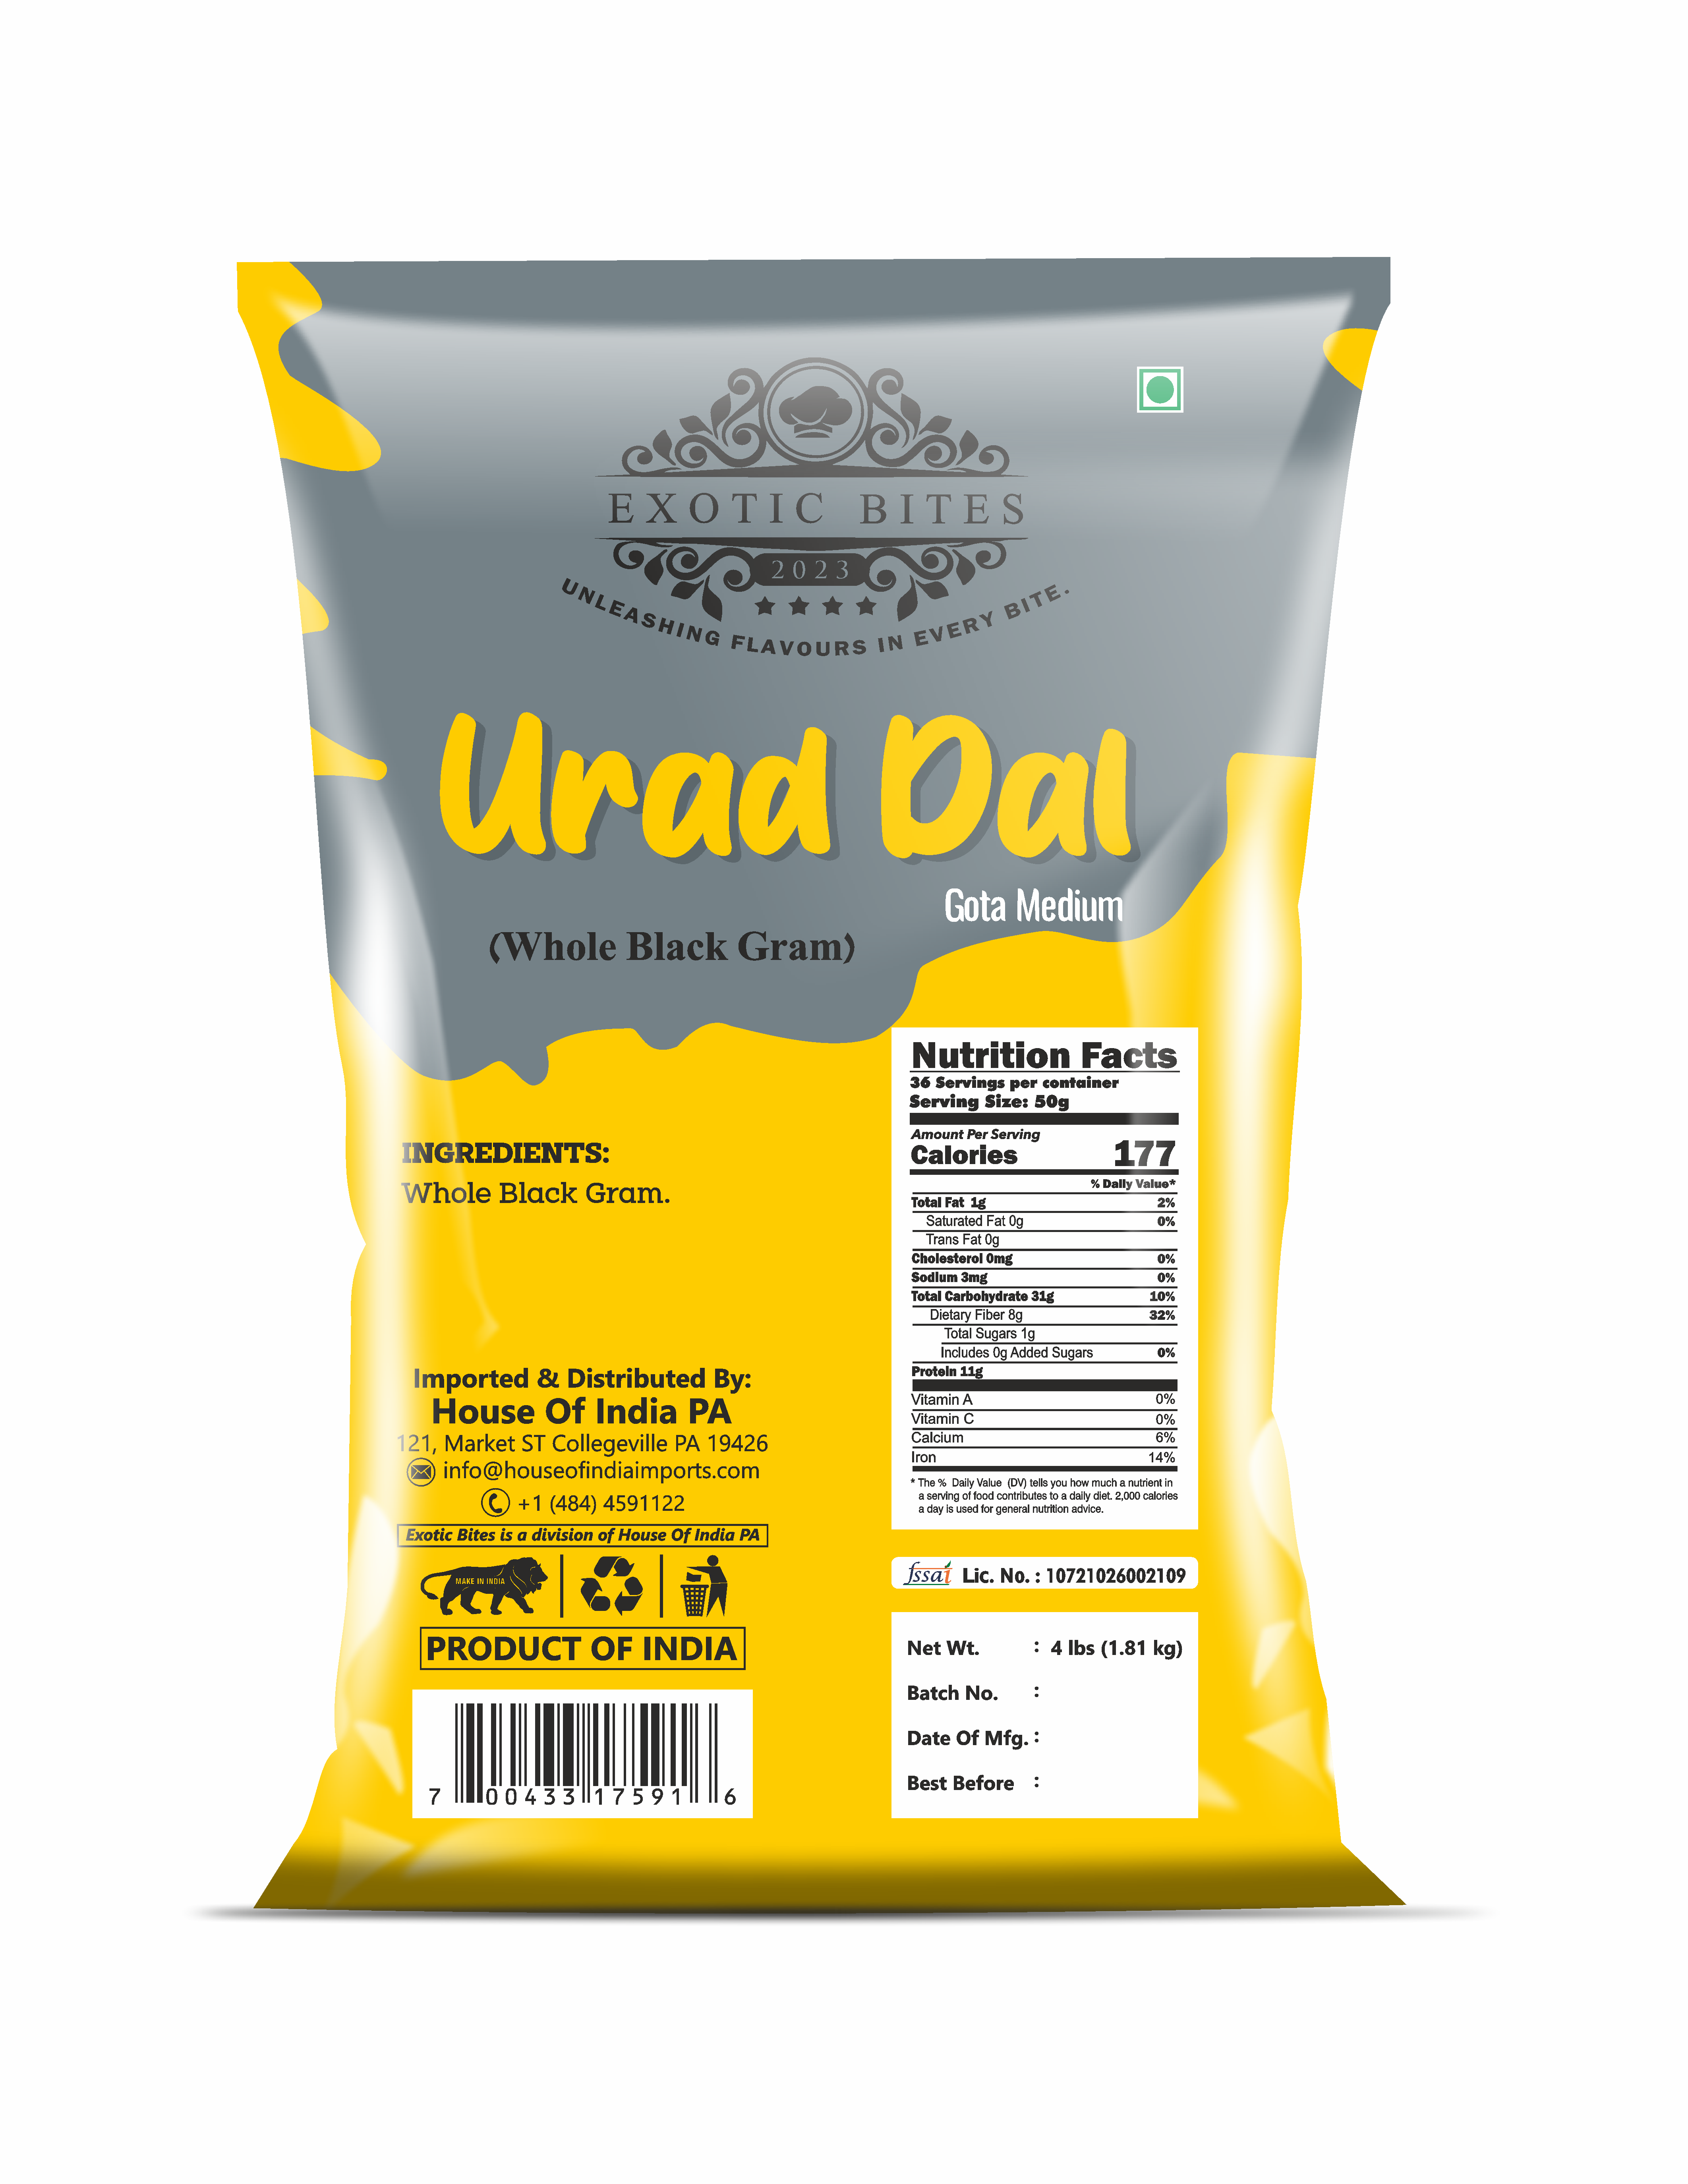 EXOTIC BITES
2023
UNLEASHING FLAVOURS IN EVERY BITE.
Urad Dal
Gota Medium
(Whole Black Gram)
INGREDIENTS:
Whole Black Gram.
Imported & Distributed By:
House Of India PA
121, Market ST Collegeville PA 19426
info@houseofindiaimports.com
+1 (484) 4591122
Exotic Bites is a division of House Of India PA
MAKE IN INDIA
PRODUCT OF INDIA
7 00433 17591 6
Nutrition Facts
36 Servings per container
Serving Size: 50g
Amount Per Serving
Calories 177
% Daily Value*
Total Fat 1g 2%
Saturated Fat 0g 0%
Trans Fat 0g
Cholesterol 0mg 0%
Sodium 3mg 0%
Total Carbohydrate 31g 10%
Dietary Fiber 8g 32%
Total Sugars 1g
Includes 0g Added Sugars 0%
Protein 11g
Vitamin A 0%
Vitamin C 0%
Calcium 6%
Iron 14%
* The % Daily Value (DV) tells you how much a nutrient in
a serving of food contributes to a daily diet. 2,000 calories
a day is used for general nutrition advice.
fssai Lic. No. : 10721026002109
Net Wt. : 4 lbs (1.81 kg)
Batch No. :
Date Of Mfg. :
Best Before :